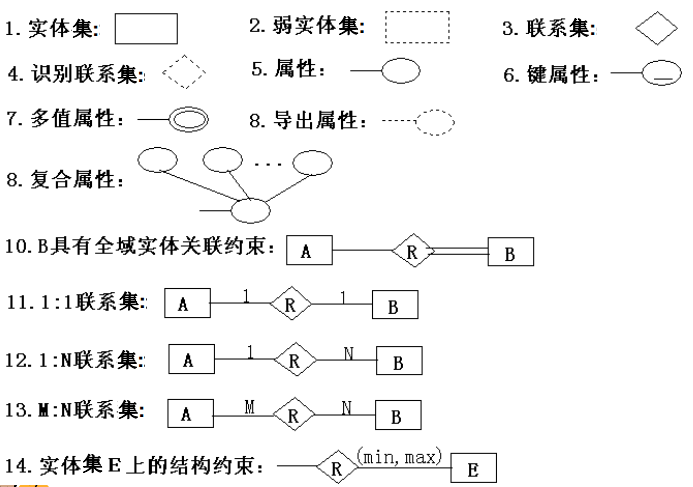 1.实体集: 2.弱实体集: 3.联系集:
4.识别联系集: 5.属性: 6.键属性:
7.多值属性: 8.导出属性:
8.复合属性: ...
10.B具有全域实体关联约束: A R B
11.1:1联系集: A 1 R 1 B
12.1:N联系集: A 1 R N B
13.M:N联系集: A M R N B
14.实体集E上的结构约束: R (min,max) E